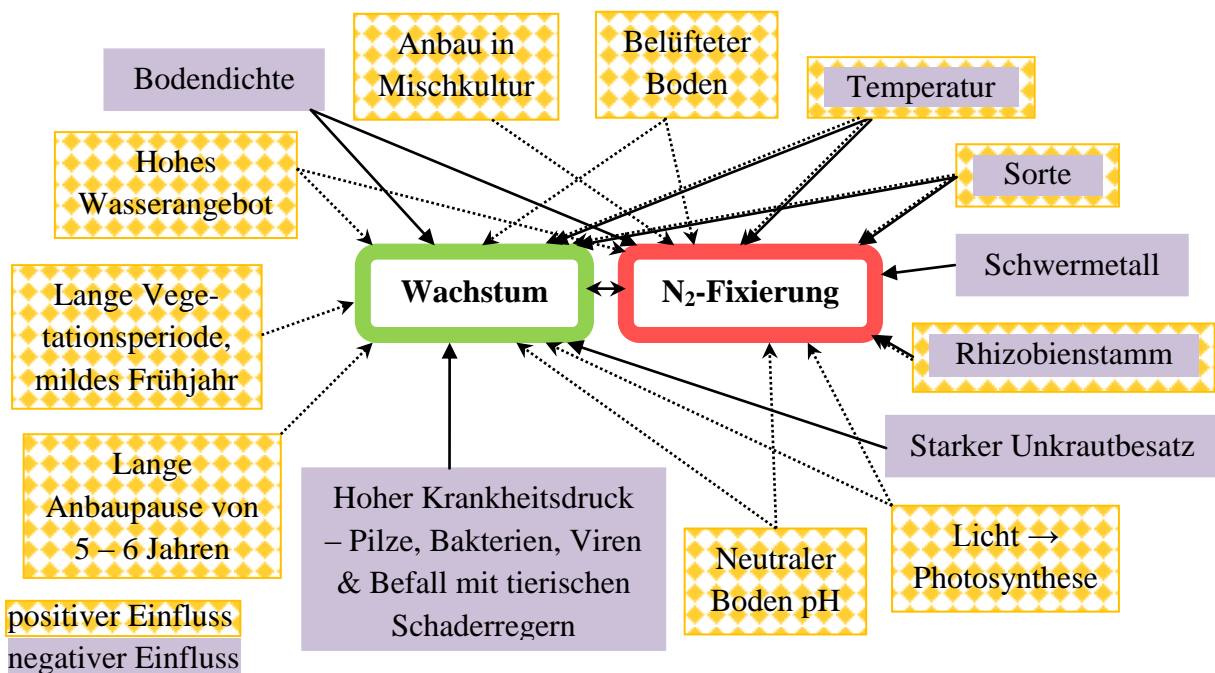 Bodendichte
Anbau in
Mischkultur
Belüfteter
Boden
Temperatur
Hohes
Wasserangebot
Sorte
Wachstum
N₂-Fixierung
Schwermetall
Lange Vege-
tationsperiode,
mildes Frühjahr
Rhizobienstamm
Starker Unkrautbesatz
Lange
Anbaupause von
5 – 6 Jahren
Hoher Krankheitsdruck
– Pilze, Bakterien, Viren
& Befall mit tierischen
Schaderregern
Neutraler
Boden pH
Licht →
Photosynthese
positiver Einfluss
negativer Einfluss